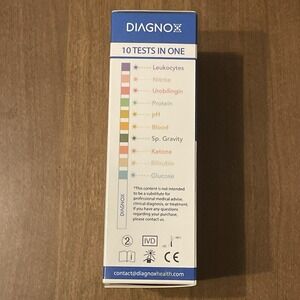 DIAGNOX
10 TESTS IN ONE
Leukocytes
Nitrite
Urobilingin
Protein
pH
Blood
Sp. Gravity
Ketone
Bilirubin
Glucose
*This content is not intended
to be a substitute for
professional medical advice,
clinical diagnosis, or treatment.
If you have any questions
regarding your purchase,
please contact us.
DIAGNOX
2
IVD
CE
contact@diagnoxhealth.com